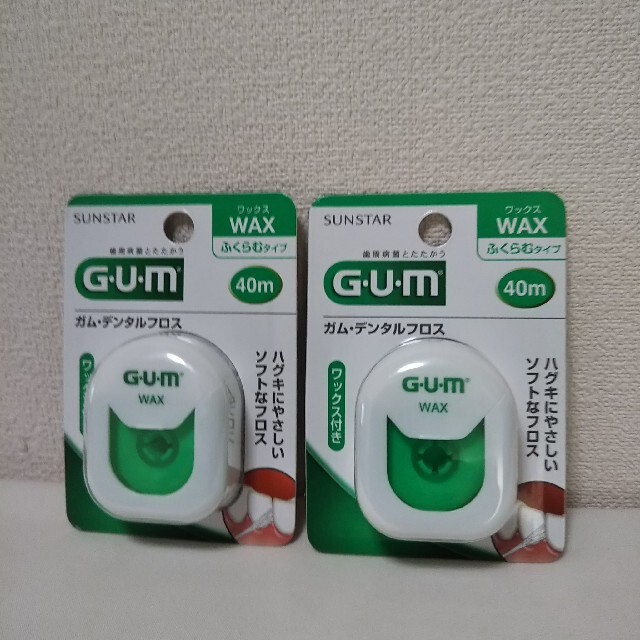 SUNSTAR
ワックス
WAX
ふくらむタイプ
歯周病菌とたたかう
G・U・M
40m
ガム・デンタルフロス
G・U・M
WAX
ハグキにやさしい
ソフトなフロス
SUNSTAR
ワックス
WAX
ふくらむタイプ
歯周病菌とたたかう
G・U・M
40m
ガム・デンタルフロス
ワックス付き
G・U・M
WAX
ハグキにやさしい
ソフトなフロス